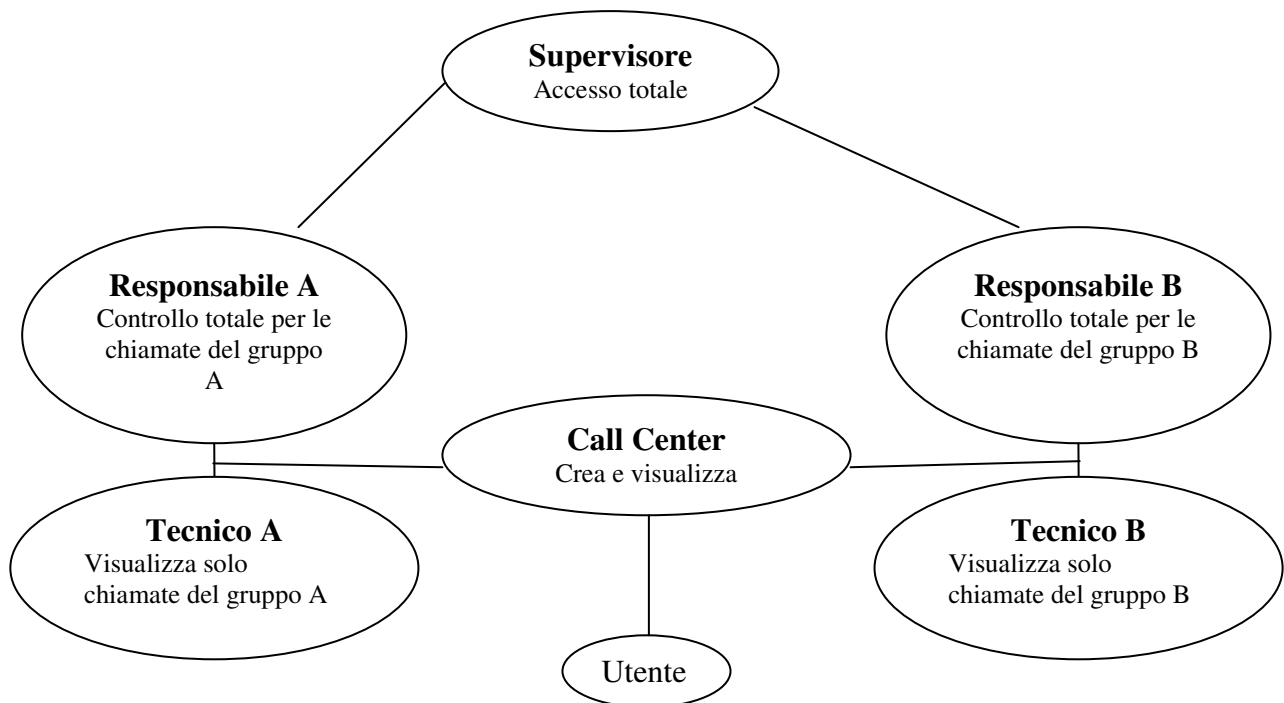 Supervisore
Accesso totale
Responsabile A
Controllo totale per le
chiamate del gruppo
A
Responsabile B
Controllo totale per le
chiamate del gruppo B
Call Center
Crea e visualizza
Tecnico A
Visualizza solo
chiamate del gruppo A
Tecnico B
Visualizza solo
chiamate del gruppo B
Utente